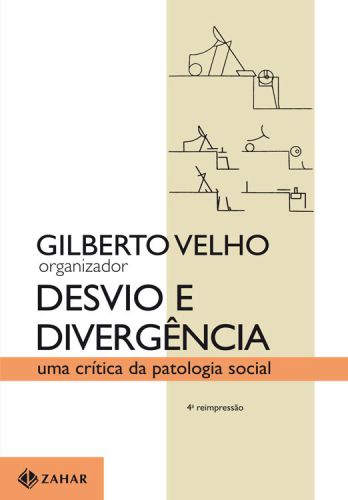 GILBERTO VELHO
organizador
DESVIO E
DIVERGÊNCIA
uma crítica da patologia social
4ª reimpressão
ZAHAR